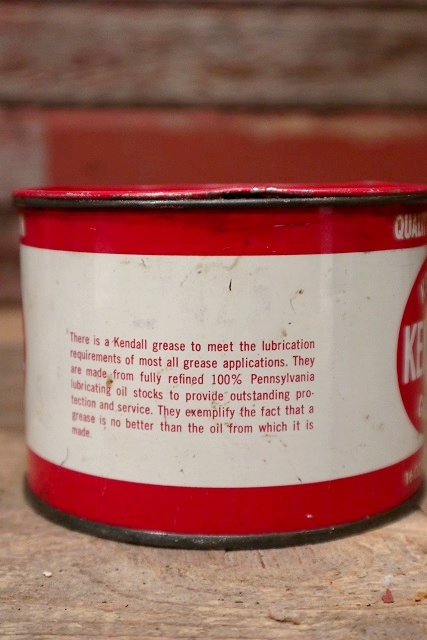 There is a Kendall grease to meet the lubrication
requirements of most all grease applications. They
are made from fully refined 100% Pennsylvania
lubricating oil stocks to provide outstanding pro-
tection and service. They exemplify the fact that a
grease is no better than the oil from which it is
made.